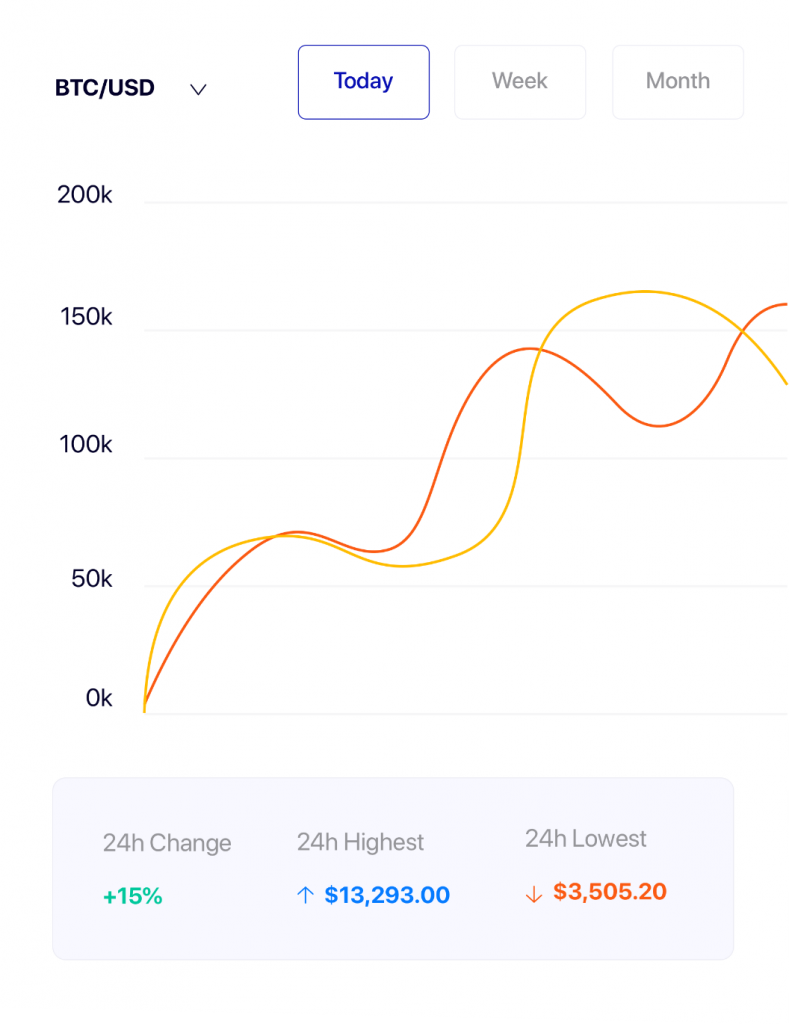 BTC/USD
Today
Week
Month
200k
150k
100k
50k
0k
24h Change
24h Highest
24h Lowest
+15%
↑ $13,293.00
↓ $3,505.20